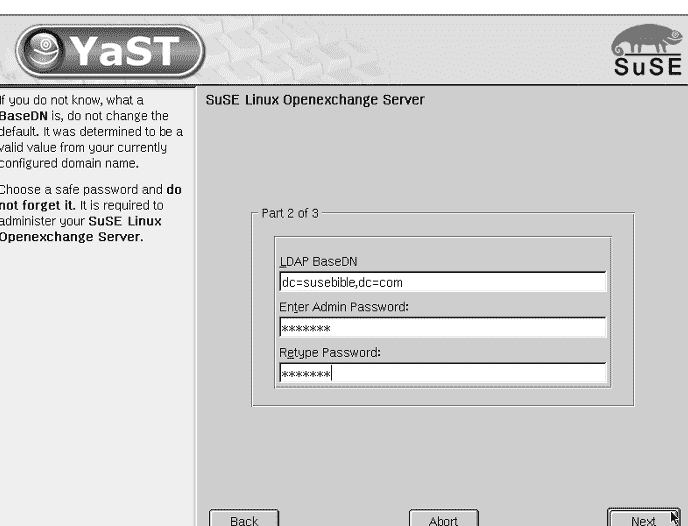 YaST
SuSE
If you do not know, what a
BaseDN is, do not change the
default. It was determined to be a
valid value from your currently
configured domain name.
Choose a safe password and do
not forget it. It is required to
administer your SuSE Linux
Openexchange Server.
SuSE Linux Openexchange Server
Part 2 of 3
LDAP BaseDN
dc=susebible,dc=com
Enter Admin Password:
*******
Retype Password:
*******
Back
Abort
Next